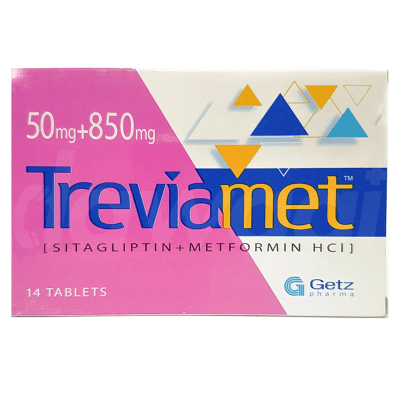 50mg+850mg
Treviamet™
[SITAGLIPTIN+METFORMIN HCl]
14 TABLETS
Getz
pharma